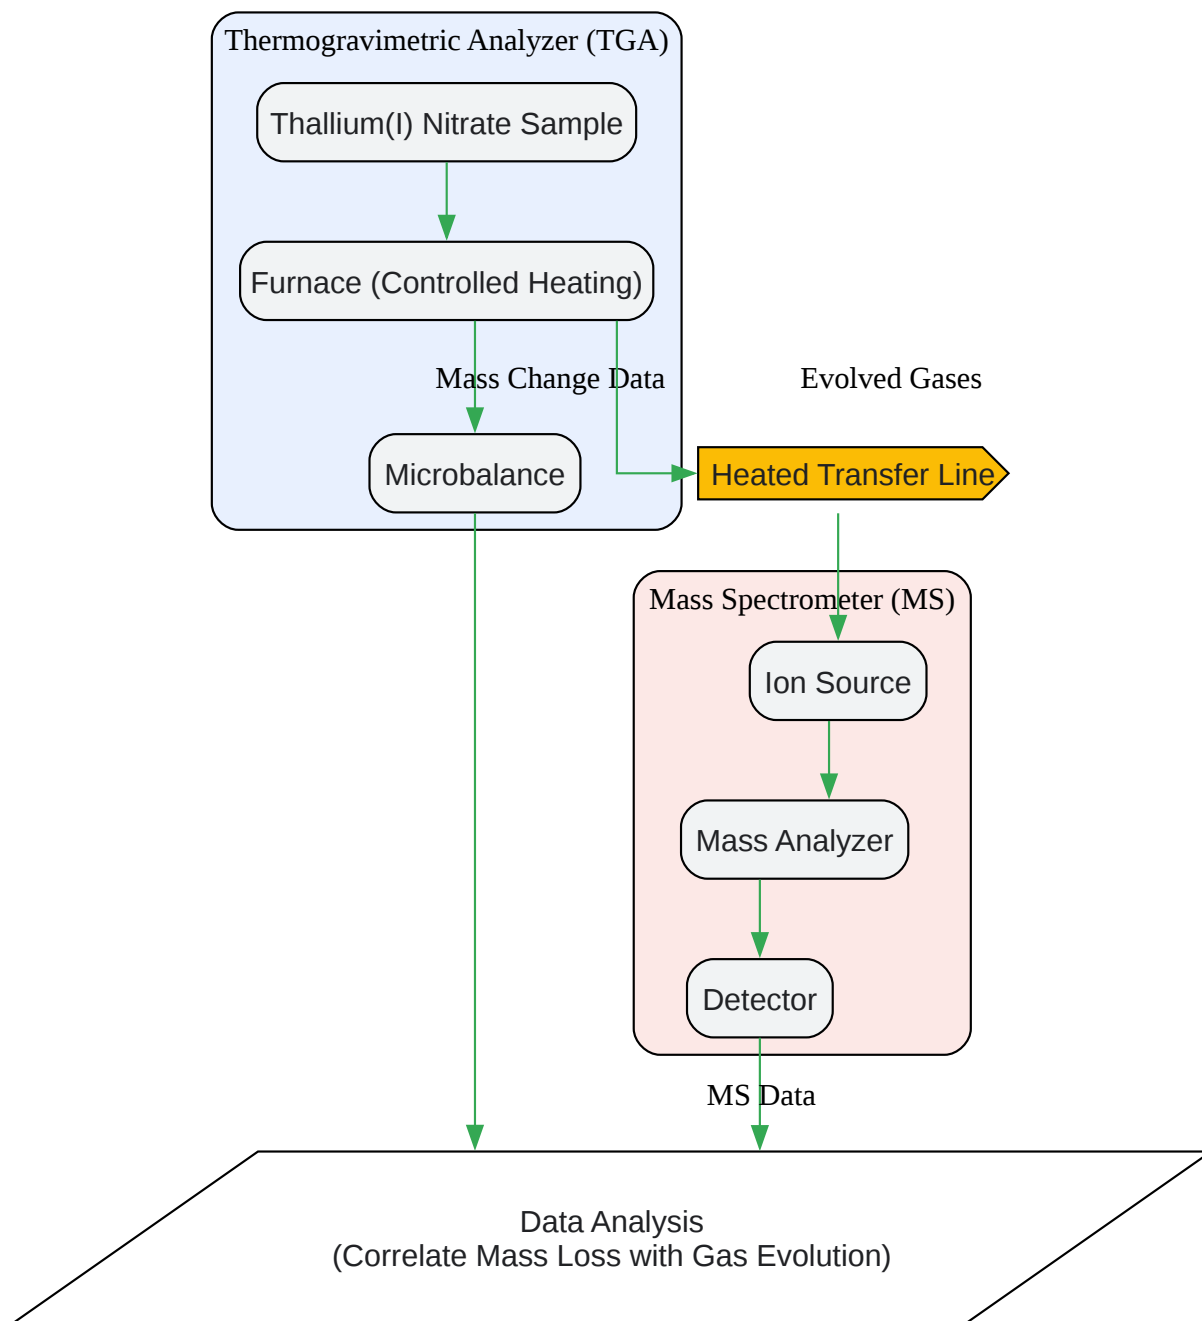 Thermogravimetric Analyzer (TGA)
Thallium(I) Nitrate Sample
Furnace (Controlled Heating)
Mass Change Data
Evolved Gases
Microbalance
Heated Transfer Line
Mass Spectrometer (MS)
Ion Source
Mass Analyzer
Detector
MS Data
Data Analysis
(Correlate Mass Loss with Gas Evolution)